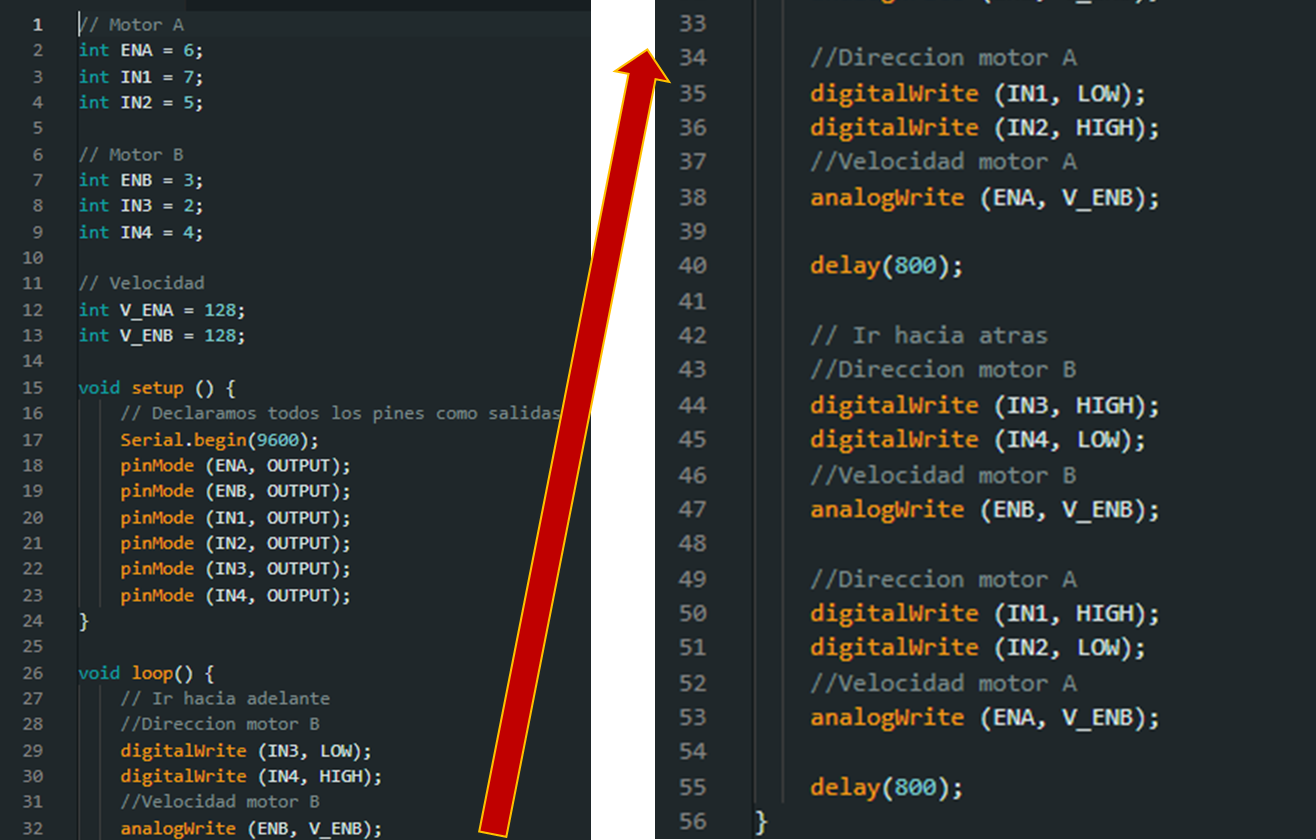 1 // Motor A
2 int ENA = 6;
3 int IN1 = 7;
4 int IN2 = 5;
5
6 // Motor B
7 int ENB = 3;
8 int IN3 = 2;
9 int IN4 = 4;
10
11 // Velocidad
12 int V_ENA = 128;
13 int V_ENB = 128;
14
15 void setup () {
16 // Declaramos todos los pines como salidas
17 Serial.begin(9600);
18 pinMode (ENA, OUTPUT);
19 pinMode (ENB, OUTPUT);
20 pinMode (IN1, OUTPUT);
21 pinMode (IN2, OUTPUT);
22 pinMode (IN3, OUTPUT);
23 pinMode (IN4, OUTPUT);
24 }
25
26 void loop() {
27 // Ir hacia adelante
28 //Direccion motor B
29 digitalWrite (IN3, LOW);
30 digitalWrite (IN4, HIGH);
31 //Velocidad motor B
32 analogWrite (ENB, V_ENB);
33
34 //Direccion motor A
35 digitalWrite (IN1, LOW);
36 digitalWrite (IN2, HIGH);
37 //Velocidad motor A
38 analogWrite (ENA, V_ENB);
39
40 delay(800);
41
42 // Ir hacia atras
43 //Direccion motor B
44 digitalWrite (IN3, HIGH);
45 digitalWrite (IN4, LOW);
46 //Velocidad motor B
47 analogWrite (ENB, V_ENB);
48
49 //Direccion motor A
50 digitalWrite (IN1, HIGH);
51 digitalWrite (IN2, LOW);
52 //Velocidad motor A
53 analogWrite (ENA, V_ENB);
54
55 delay(800);
56 }